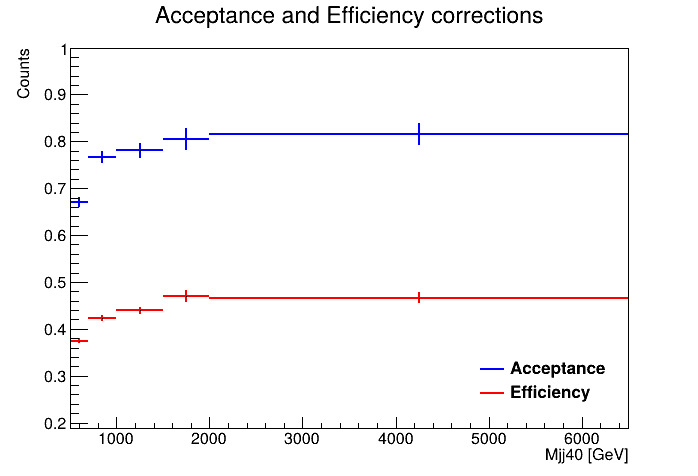 Acceptance and Efficiency corrections
Counts
1
0.9
0.8
0.7
0.6
0.5
0.4
0.3
0.2
Acceptance
Efficiency
1000 2000 3000 4000 5000 6000
Mjj40 [GeV]